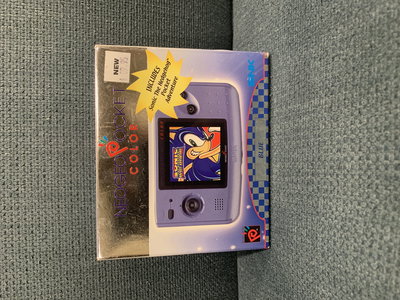 NEW
INCLUDES
Sonic The Hedgehog
Pocket
Adventure
NEOGEO POCKET
COLOR
SNK
BLUE